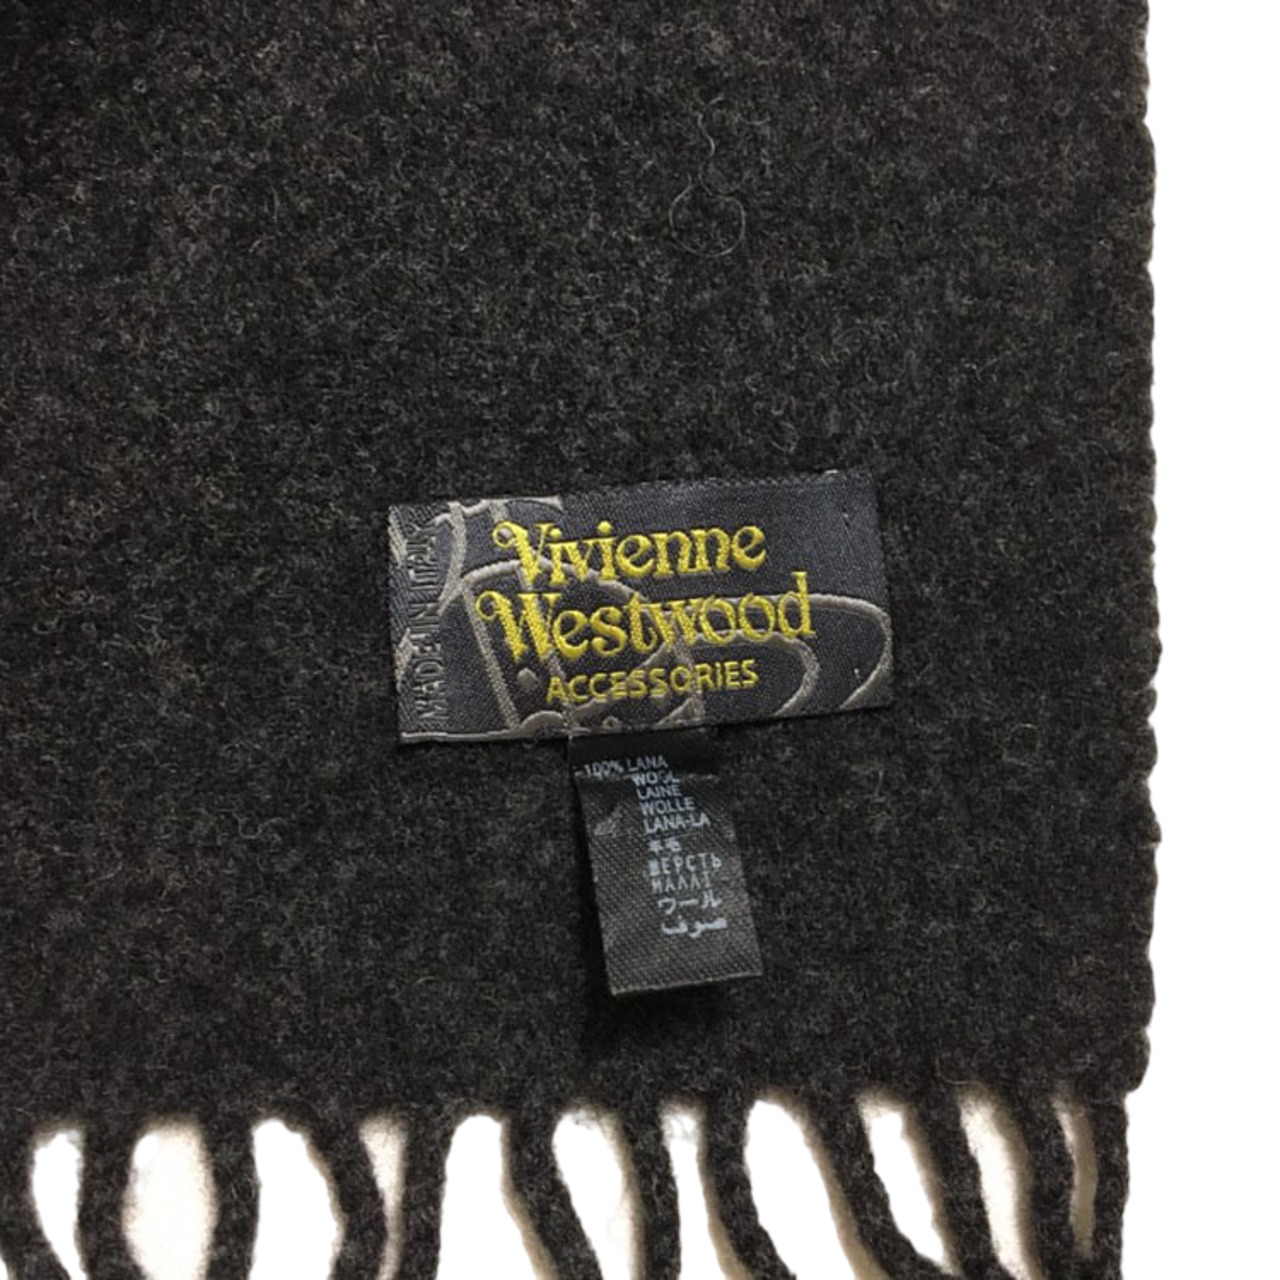 Vivienne
Westwood
ACCESSORIES
MADE IN ITALY
100% LANA
WOOL
LAINE
WOLLE
LANA-LA
羊毛
ШЕРСТЬ
ΜΑΛΛΙ
ウール
صوف